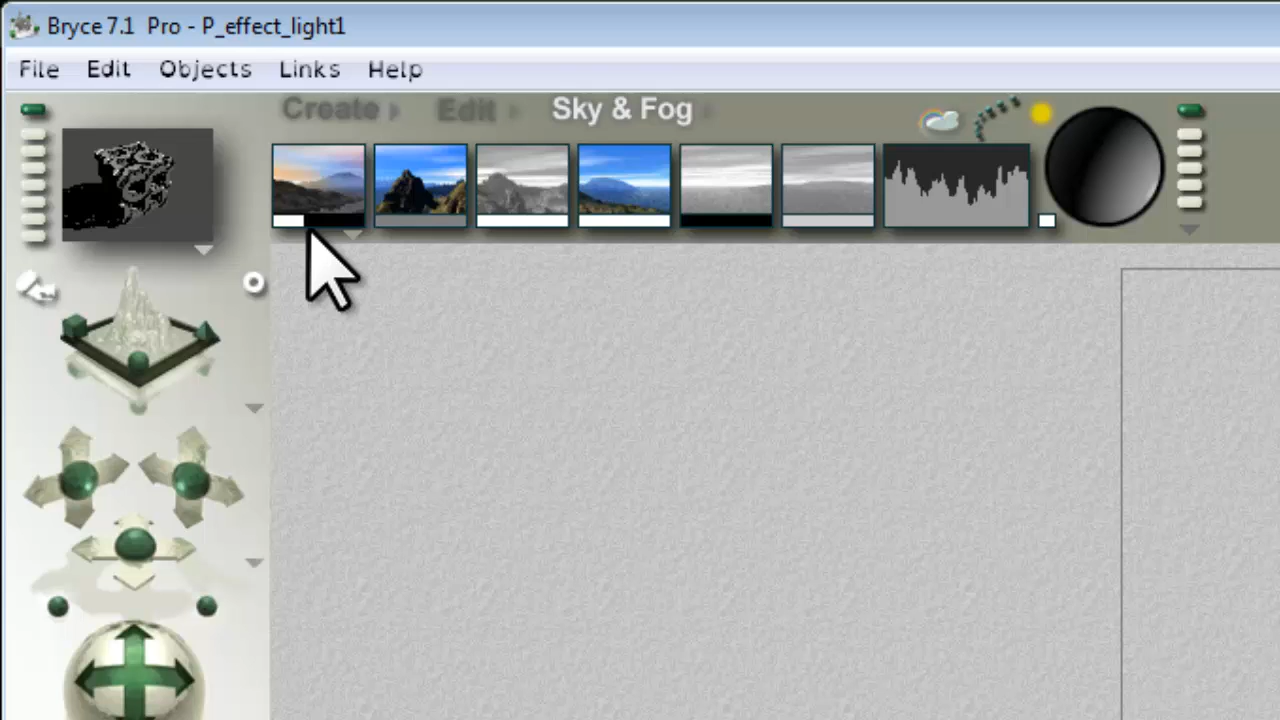 Bryce 7.1 Pro - P_effect_light1
File Edit Objects Links Help
Create Edit Sky & Fog